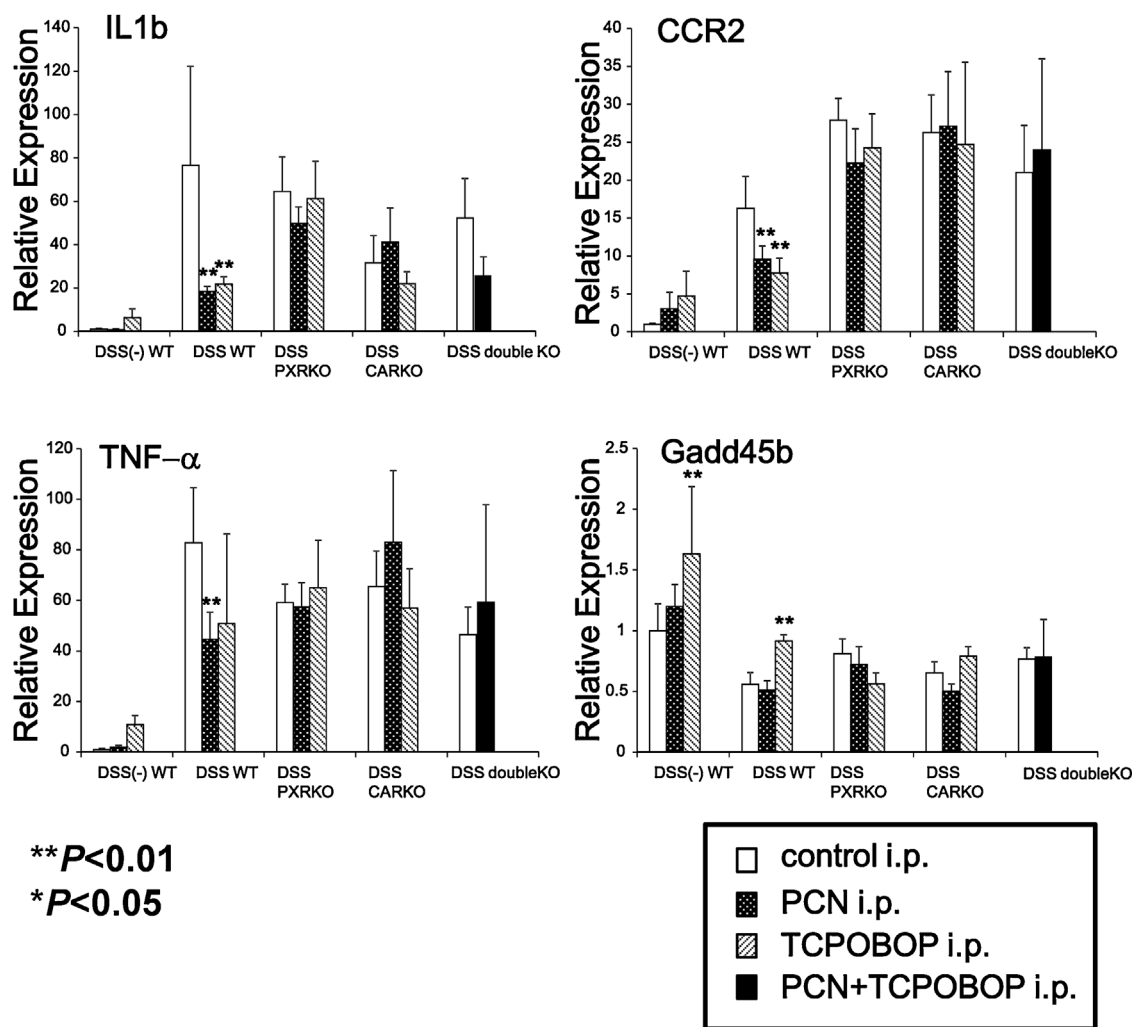 IL1b
Relative Expression
140
120
100
80
60
40
20
0
**
**
DSS(-) WT
DSS WT
DSS
PXRKO
DSS
CARKO
DSS double KO
CCR2
Relative Expression
40
35
30
25
20
15
10
5
0
**
**
DSS(-) WT
DSS WT
DSS
PXRKO
DSS
CARKO
DSS doubleKO
TNF–α
Relative Expression
120
100
80
60
40
20
0
**
DSS(-) WT
DSS WT
DSS
PXRKO
DSS
CARKO
DSS doubleKO
Gadd45b
Relative Expression
2.5
2
1.5
1
0.5
0
**
**
DSS(-) WT
DSS WT
DSS
PXRKO
DSS
CARKO
DSS doubleKO
**P<0.01
*P<0.05
control i.p.
PCN i.p.
TCPOBOP i.p.
PCN+TCPOBOP i.p.